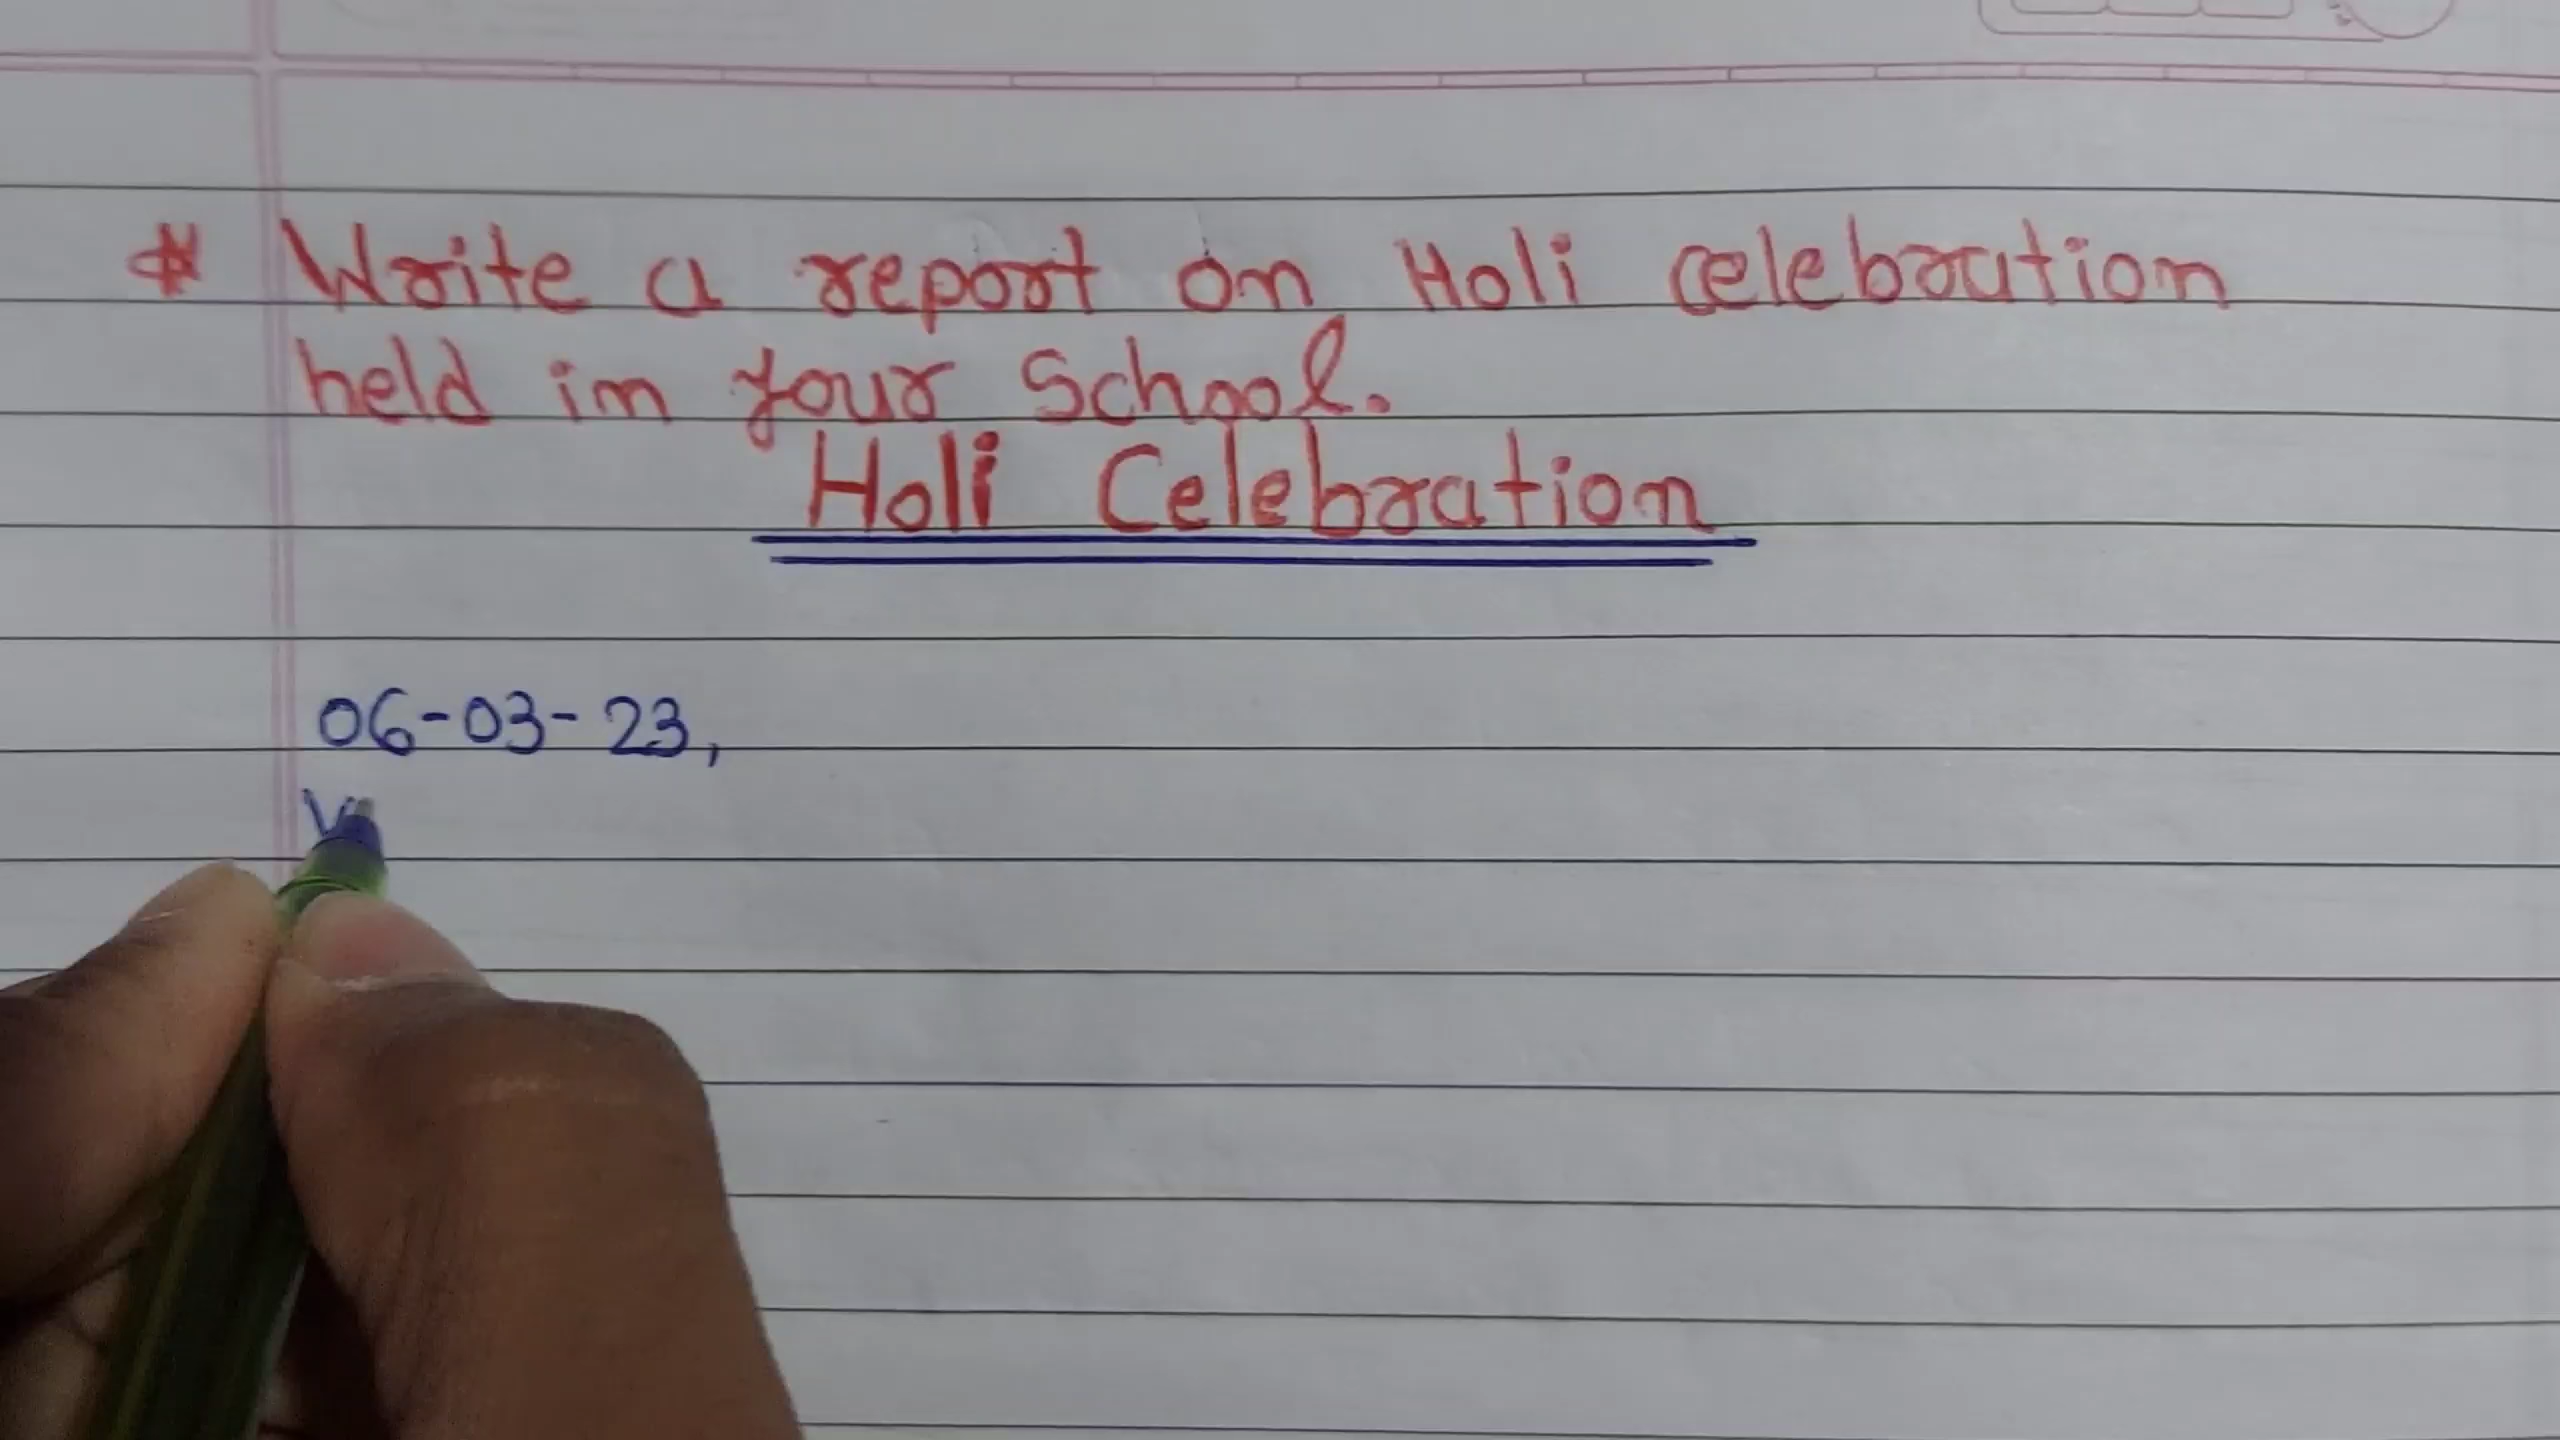 * Write a report on Holi celebration
held in your School.
Holi Celebration
06-03-23,
V